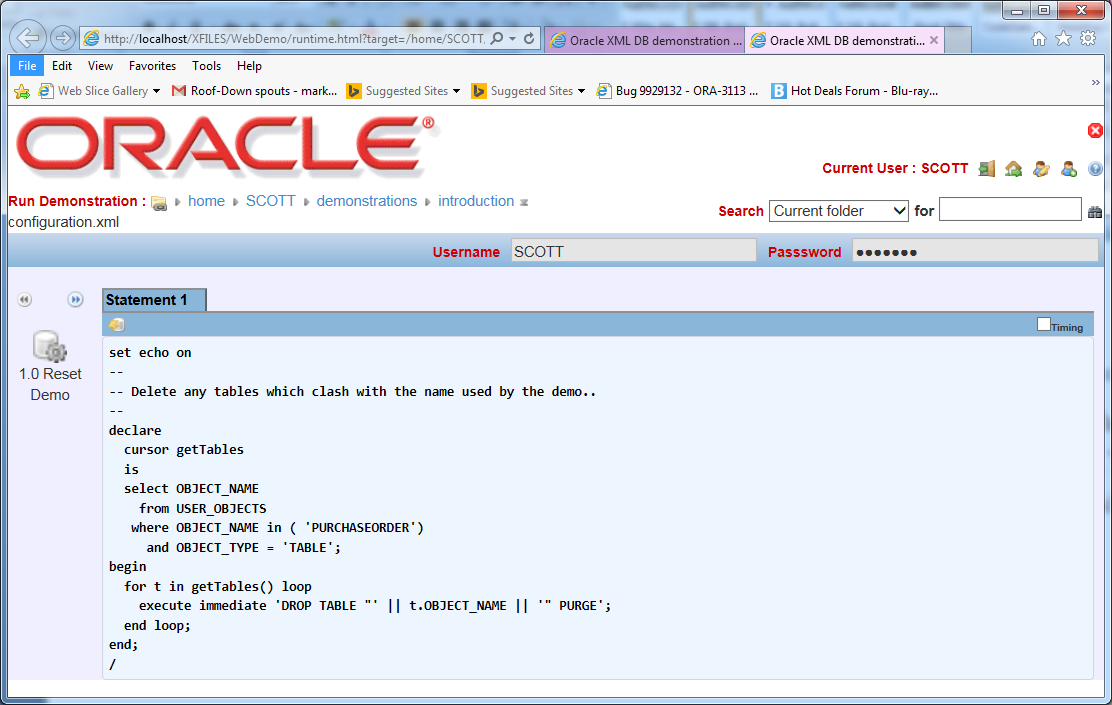 http://localhost/XFILES/WebDemo/runtime.html?target=/home/SCOTT.
Oracle XML DB demonstration ...
Oracle XML DB demonstrati...
File Edit View Favorites Tools Help
Web Slice Gallery
Roof-Down spouts - mark...
Suggested Sites
Suggested Sites
Bug 9929132 - ORA-3113 ...
Hot Deals Forum - Blu-ray...
ORACLE®
Current User : SCOTT
Run Demonstration : home SCOTT demonstrations introduction
configuration.xml
Search Current folder for
Username SCOTT Passsword •••••••
Statement 1
Timing
1.0 Reset
Demo
set echo on
--
-- Delete any tables which clash with the name used by the demo..
--
declare
  cursor getTables
  is
  select OBJECT_NAME
    from USER_OBJECTS
   where OBJECT_NAME in ( 'PURCHASEORDER')
     and OBJECT_TYPE = 'TABLE';
begin
  for t in getTables() loop
    execute immediate 'DROP TABLE "' || t.OBJECT_NAME || '" PURGE';
  end loop;
end;
/